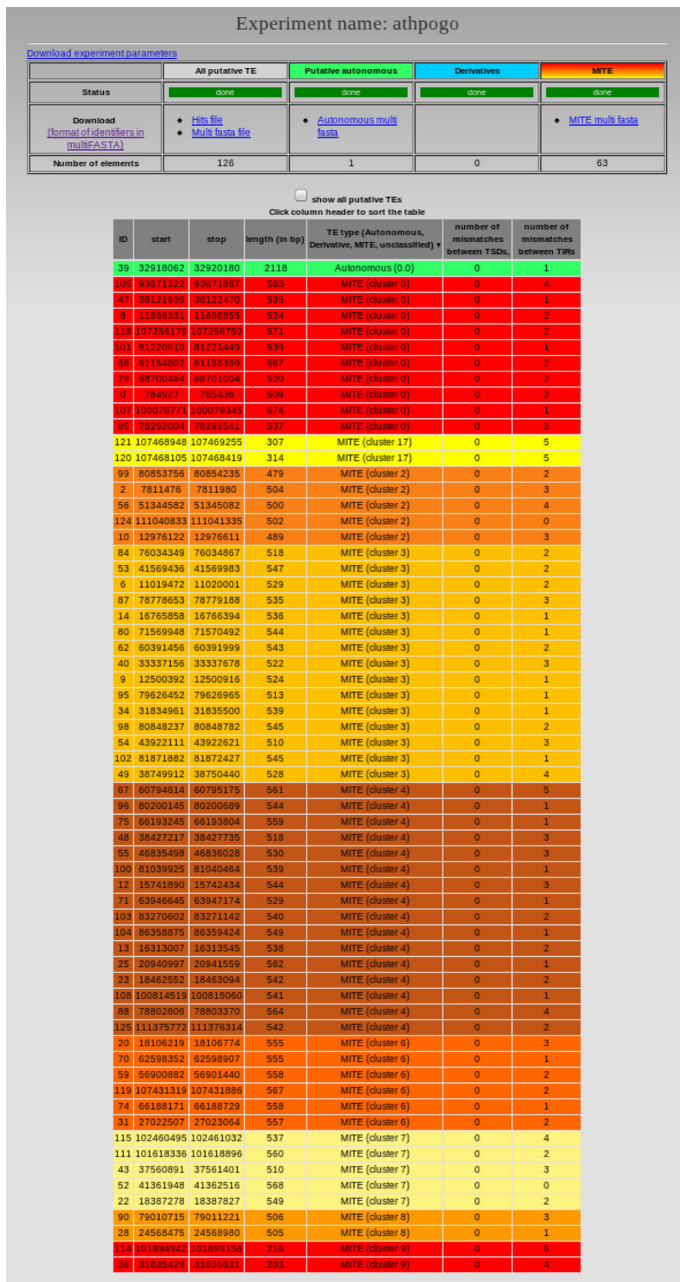 Experiment name: athpogo
Download experiment parameters
All putative TE Putative autonomous Derivatives MITE
Status done done done done
Download
(format of identifiers in
multiFASTA)
Hits file
Multi fasta file
Autonomous multi
fasta
MITE multi fasta
Number of elements 126 1 0 63
show all putative TEs
Click column header to sort the table
ID start stop length (in bp) TE type (Autonomous, Derivative, MITE, unclassified) ▾ number of mismatches between TSDs, number of mismatches between TIRs
39 32918062 32920180 2118 Autonomous (0.0) 0 1
105 93671322 93671887 565 MITE (cluster 0) 0 4
47 38121935 38122470 535 MITE (cluster 0) 0 1
8 11656331 11656855 524 MITE (cluster 0) 0 2
118 107256179 107256750 571 MITE (cluster 0) 0 2
101 81220910 81221449 539 MITE (cluster 0) 0 1
68 61154802 61155369 567 MITE (cluster 0) 0 2
79 68700484 68701004 520 MITE (cluster 0) 0 2
0 784927 785436 509 MITE (cluster 0) 0 2
107 100078771 100079345 574 MITE (cluster 0) 0 1
85 78292004 78292541 537 MITE (cluster 0) 0 2
121 107468948 107469255 307 MITE (cluster 17) 0 5
120 107468105 107468419 314 MITE (cluster 17) 0 5
99 80853756 80854235 479 MITE (cluster 2) 0 2
2 7811476 7811980 504 MITE (cluster 2) 0 3
56 51344582 51345082 500 MITE (cluster 2) 0 4
124 111040833 111041335 502 MITE (cluster 2) 0 0
10 12976122 12976611 489 MITE (cluster 2) 0 3
84 76034349 76034867 518 MITE (cluster 3) 0 2
53 41569436 41569983 547 MITE (cluster 3) 0 2
6 11019472 11020001 529 MITE (cluster 3) 0 2
87 78778653 78779188 535 MITE (cluster 3) 0 3
14 16765858 16766394 536 MITE (cluster 3) 0 1
80 71569948 71570492 544 MITE (cluster 3) 0 1
62 60391456 60391999 543 MITE (cluster 3) 0 2
40 33337156 33337678 522 MITE (cluster 3) 0 3
9 12500392 12500916 524 MITE (cluster 3) 0 1
95 79626452 79626965 513 MITE (cluster 3) 0 1
34 31834961 31835500 539 MITE (cluster 3) 0 1
98 80848237 80848782 545 MITE (cluster 3) 0 2
54 43922111 43922621 510 MITE (cluster 3) 0 3
102 81871882 81872427 545 MITE (cluster 3) 0 1
49 38749912 38750440 528 MITE (cluster 3) 0 4
67 60794614 60795175 561 MITE (cluster 4) 0 5
96 80200145 80200689 544 MITE (cluster 4) 0 1
75 66193245 66193804 559 MITE (cluster 4) 0 1
48 38427217 38427735 518 MITE (cluster 4) 0 3
55 46835498 46836028 530 MITE (cluster 4) 0 3
100 81039925 81040464 539 MITE (cluster 4) 0 1
12 15741890 15742434 544 MITE (cluster 4) 0 3
71 63946645 63947174 529 MITE (cluster 4) 0 1
103 83270602 83271142 540 MITE (cluster 4) 0 2
104 86358875 86359424 549 MITE (cluster 4) 0 1
13 16313007 16313545 538 MITE (cluster 4) 0 2
25 20940997 20941559 562 MITE (cluster 4) 0 1
23 18462552 18463094 542 MITE (cluster 4) 0 2
108 100814519 100815060 541 MITE (cluster 4) 0 1
88 78802806 78803370 564 MITE (cluster 4) 0 4
125 111375772 111376314 542 MITE (cluster 4) 0 2
20 18106219 18106774 555 MITE (cluster 6) 0 3
70 62598352 62598907 555 MITE (cluster 6) 0 1
59 56900882 56901440 558 MITE (cluster 6) 0 2
119 107431319 107431886 567 MITE (cluster 6) 0 2
74 66188171 66188729 558 MITE (cluster 6) 0 1
31 27022507 27023064 557 MITE (cluster 6) 0 2
115 102460495 102461032 537 MITE (cluster 7) 0 4
111 101618336 101618896 560 MITE (cluster 7) 0 2
43 37560891 37561401 510 MITE (cluster 7) 0 3
52 41361948 41362516 568 MITE (cluster 7) 0 0
22 18387278 18387827 549 MITE (cluster 7) 0 2
90 79010715 79011221 506 MITE (cluster 8) 0 3
28 24568475 24568980 505 MITE (cluster 8) 0 1
114 101894942 101895158 216 MITE (cluster 9) 0 5
36 31835428 31835631 203 MITE (cluster 9) 0 4